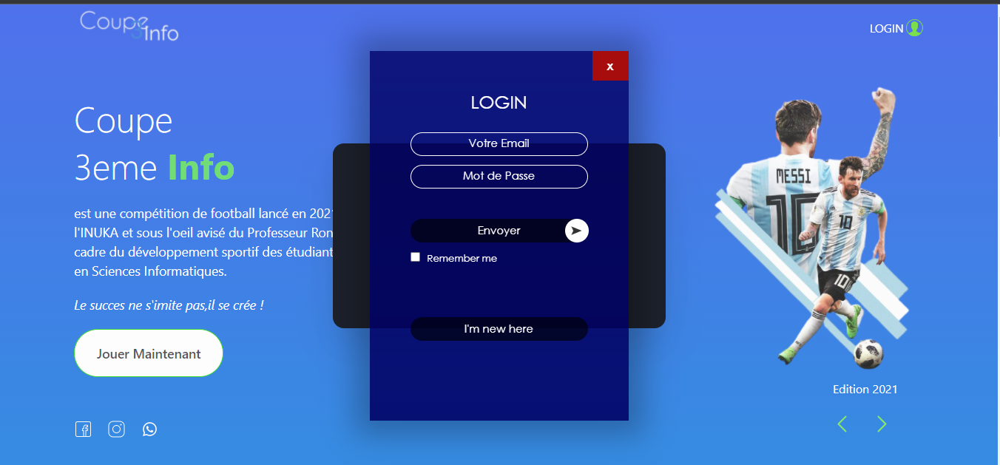 Coupe
3
Info
LOGIN
x
LOGIN
Votre Email
Mot de Passe
Envoyer
Remember me
I'm new here
Coupe
3eme Info
est une compétition de football lancé en 202
l'INUKA et sous l'oeil avisé du Professeur Ron
cadre du développement sportif des étudiant
en Sciences Informatiques.
Le succes ne s'imite pas,il se crée !
Jouer Maintenant
MESSI
10
10
10
Edition 2021